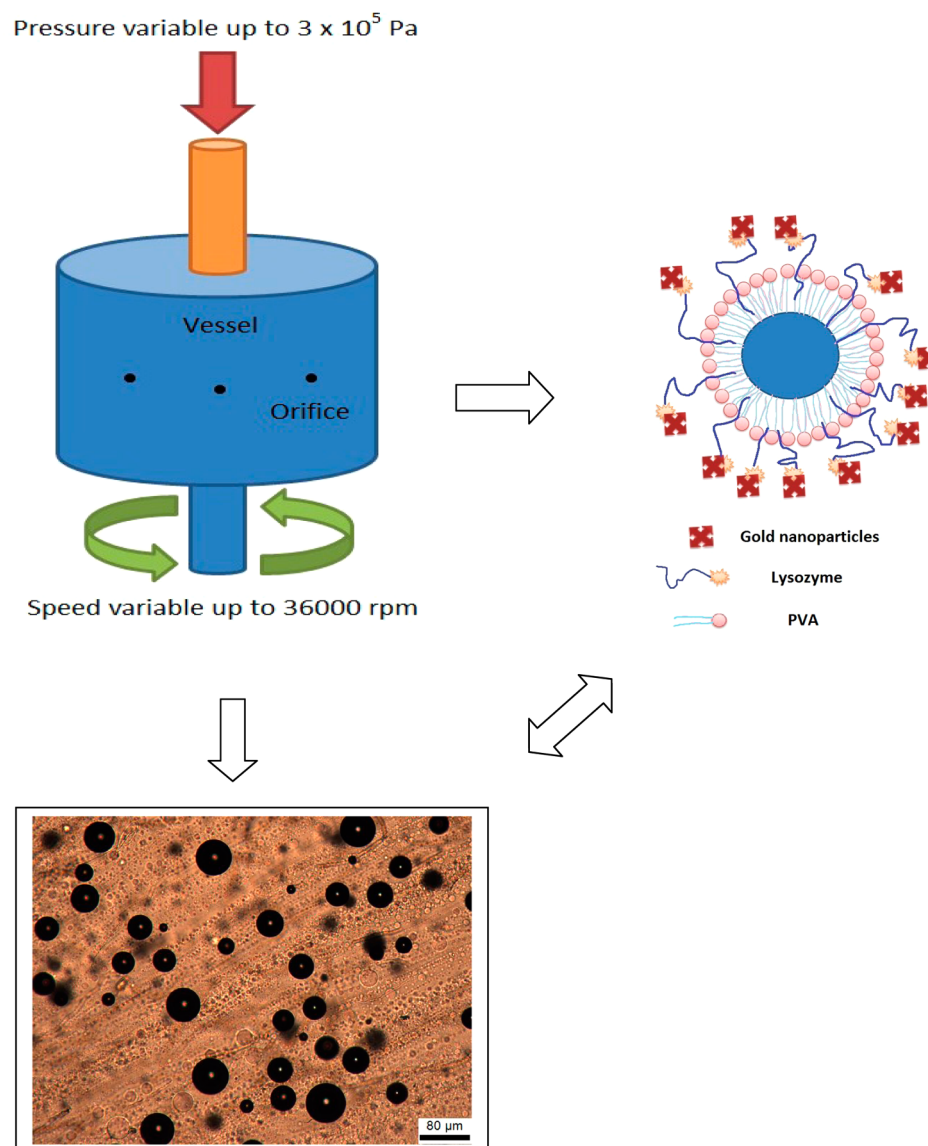 Pressure variable up to 3 x 10⁵ Pa
Vessel
Orifice
Speed variable up to 36000 rpm
Gold nanoparticles
Lysozyme
PVA
80 µm